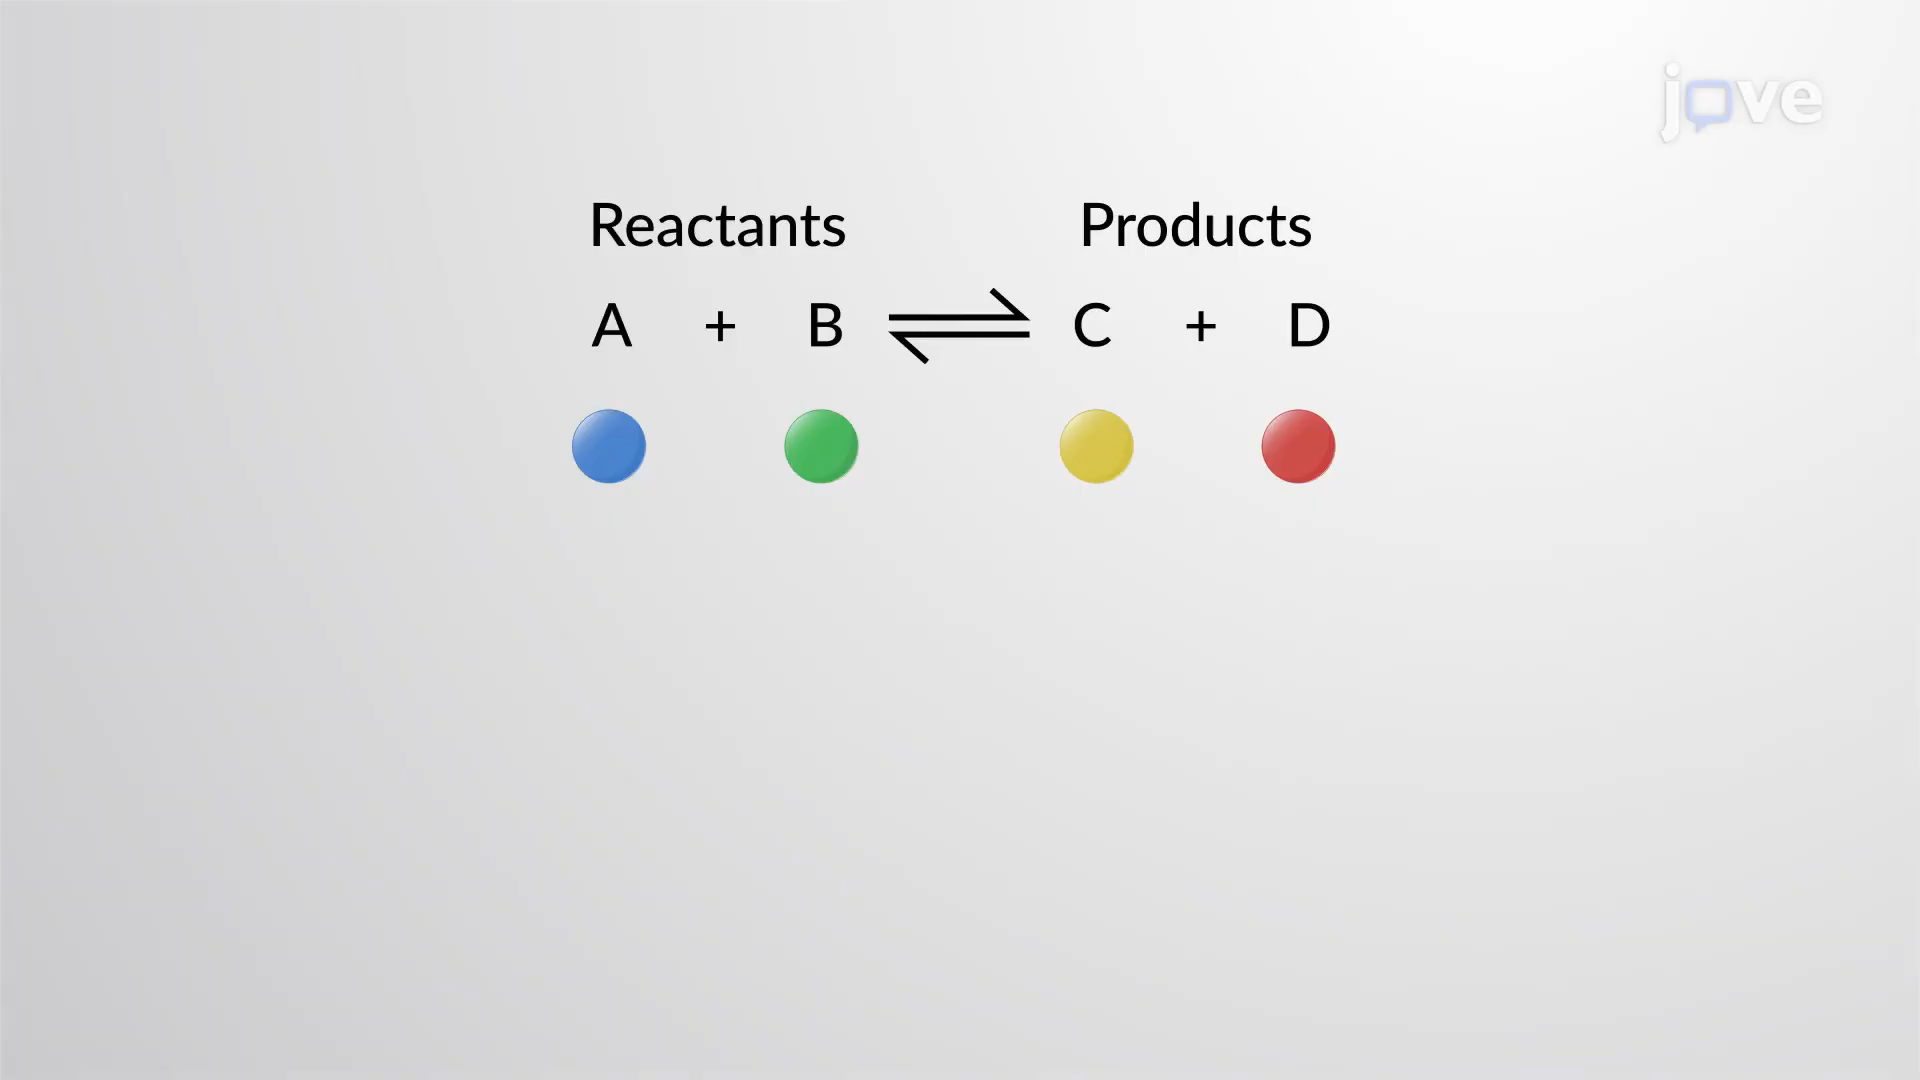 jove
Reactants Products
A + B ⇌ C + D